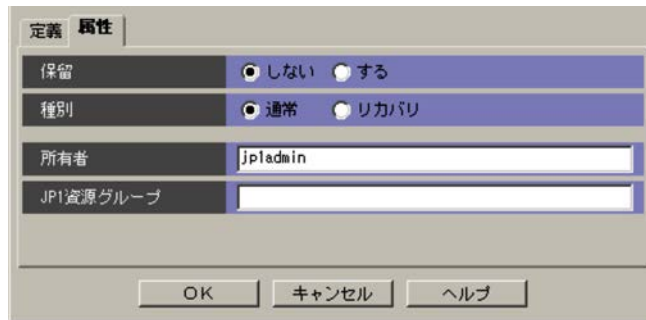 定義 属性
保留 しない する
種別 通常 リカバリ
所有者 jp1admin
JP1資源グループ
OK キャンセル ヘルプ